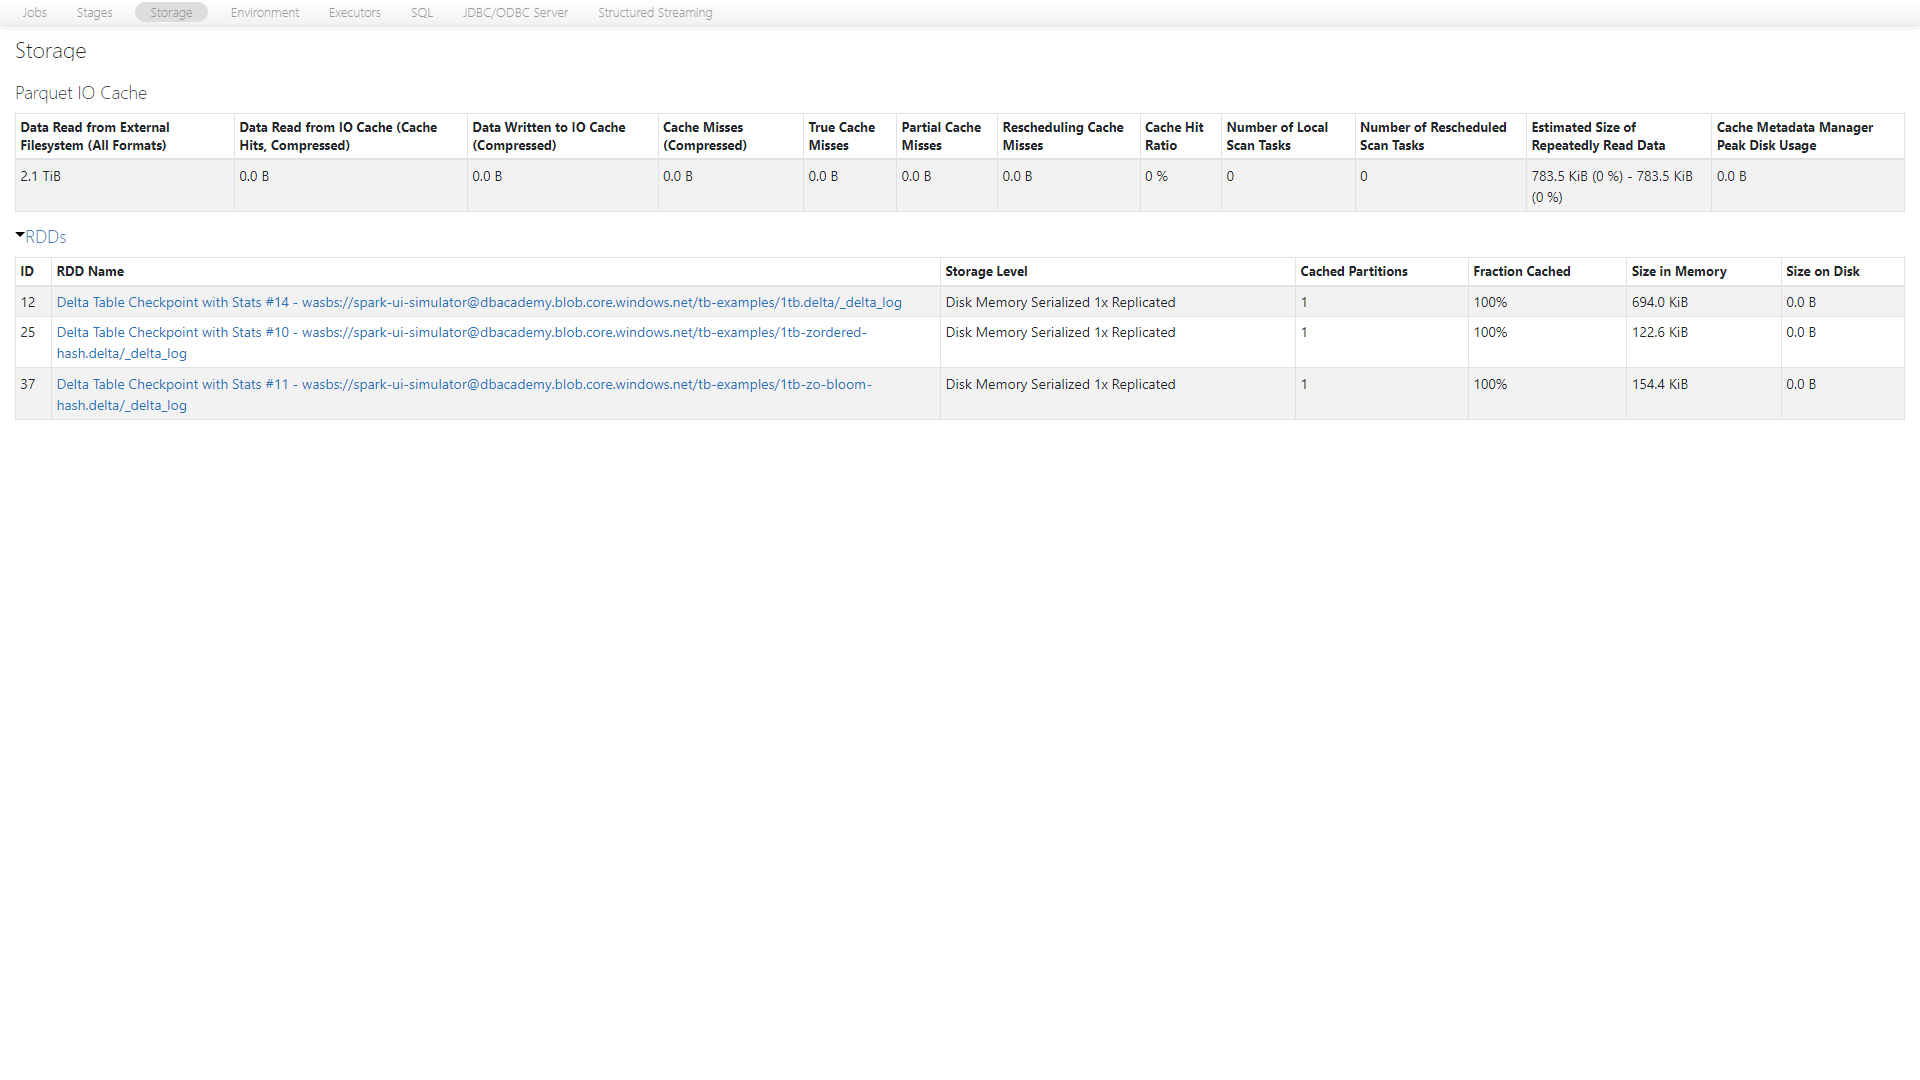 Jobs Stages Storage Environment Executors SQL JDBC/ODBC Server Structured Streaming
Storage
Parquet IO Cache
Data Read from External Filesystem (All Formats) Data Read from IO Cache (Cache Hits, Compressed) Data Written to IO Cache (Compressed) Cache Misses (Compressed) True Cache Misses Partial Cache Misses Rescheduling Cache Misses Cache Hit Ratio Number of Local Scan Tasks Number of Rescheduled Scan Tasks Estimated Size of Repeatedly Read Data Cache Metadata Manager Peak Disk Usage
2.1 TiB 0.0 B 0.0 B 0.0 B 0.0 B 0.0 B 0.0 B 0 % 0 0 783.5 KiB (0 %) - 783.5 KiB (0 %) 0.0 B
RDDs
ID RDD Name Storage Level Cached Partitions Fraction Cached Size in Memory Size on Disk
12 Delta Table Checkpoint with Stats #14 - wasbs://spark-ui-simulator@dbacademy.blob.core.windows.net/tb-examples/1tb.delta/_delta_log Disk Memory Serialized 1x Replicated 1 100% 694.0 KiB 0.0 B
25 Delta Table Checkpoint with Stats #10 - wasbs://spark-ui-simulator@dbacademy.blob.core.windows.net/tb-examples/1tb-zordered-hash.delta/_delta_log Disk Memory Serialized 1x Replicated 1 100% 122.6 KiB 0.0 B
37 Delta Table Checkpoint with Stats #11 - wasbs://spark-ui-simulator@dbacademy.blob.core.windows.net/tb-examples/1tb-zo-bloom-hash.delta/_delta_log Disk Memory Serialized 1x Replicated 1 100% 154.4 KiB 0.0 B